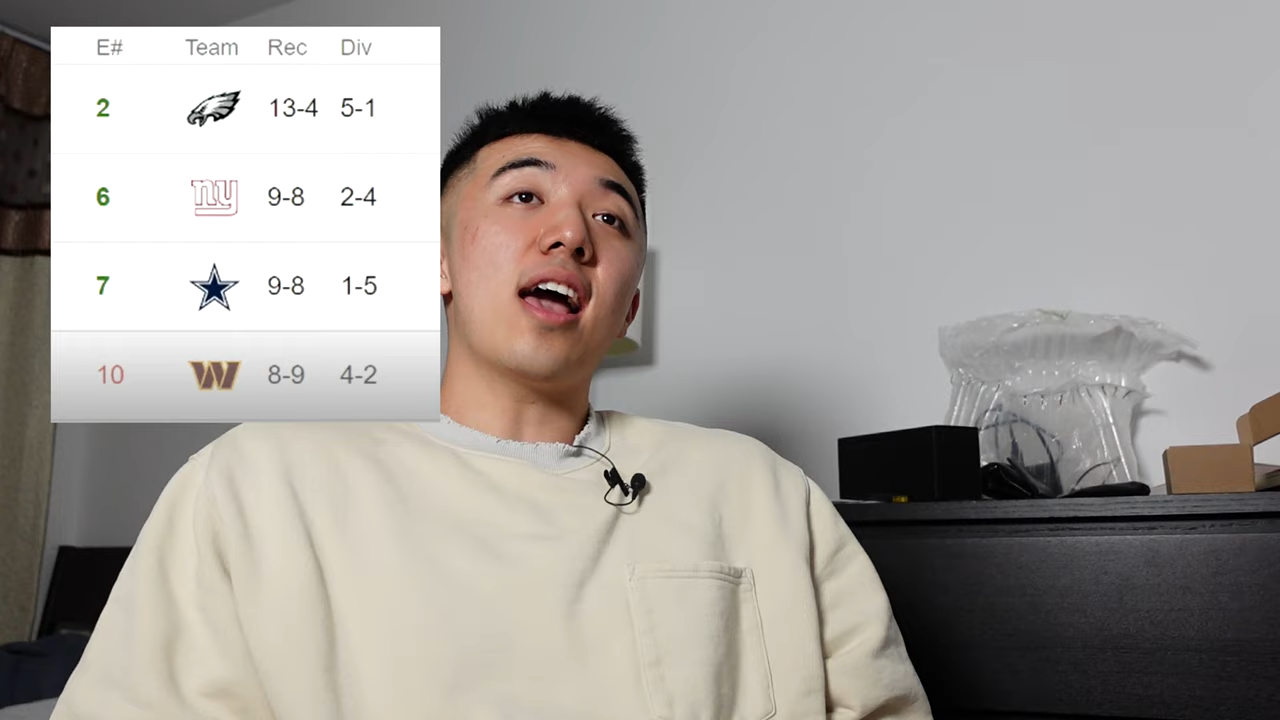 E# Team Rec Div
2 13-4 5-1
6 ny 9-8 2-4
7 9-8 1-5
10 W 8-9 4-2